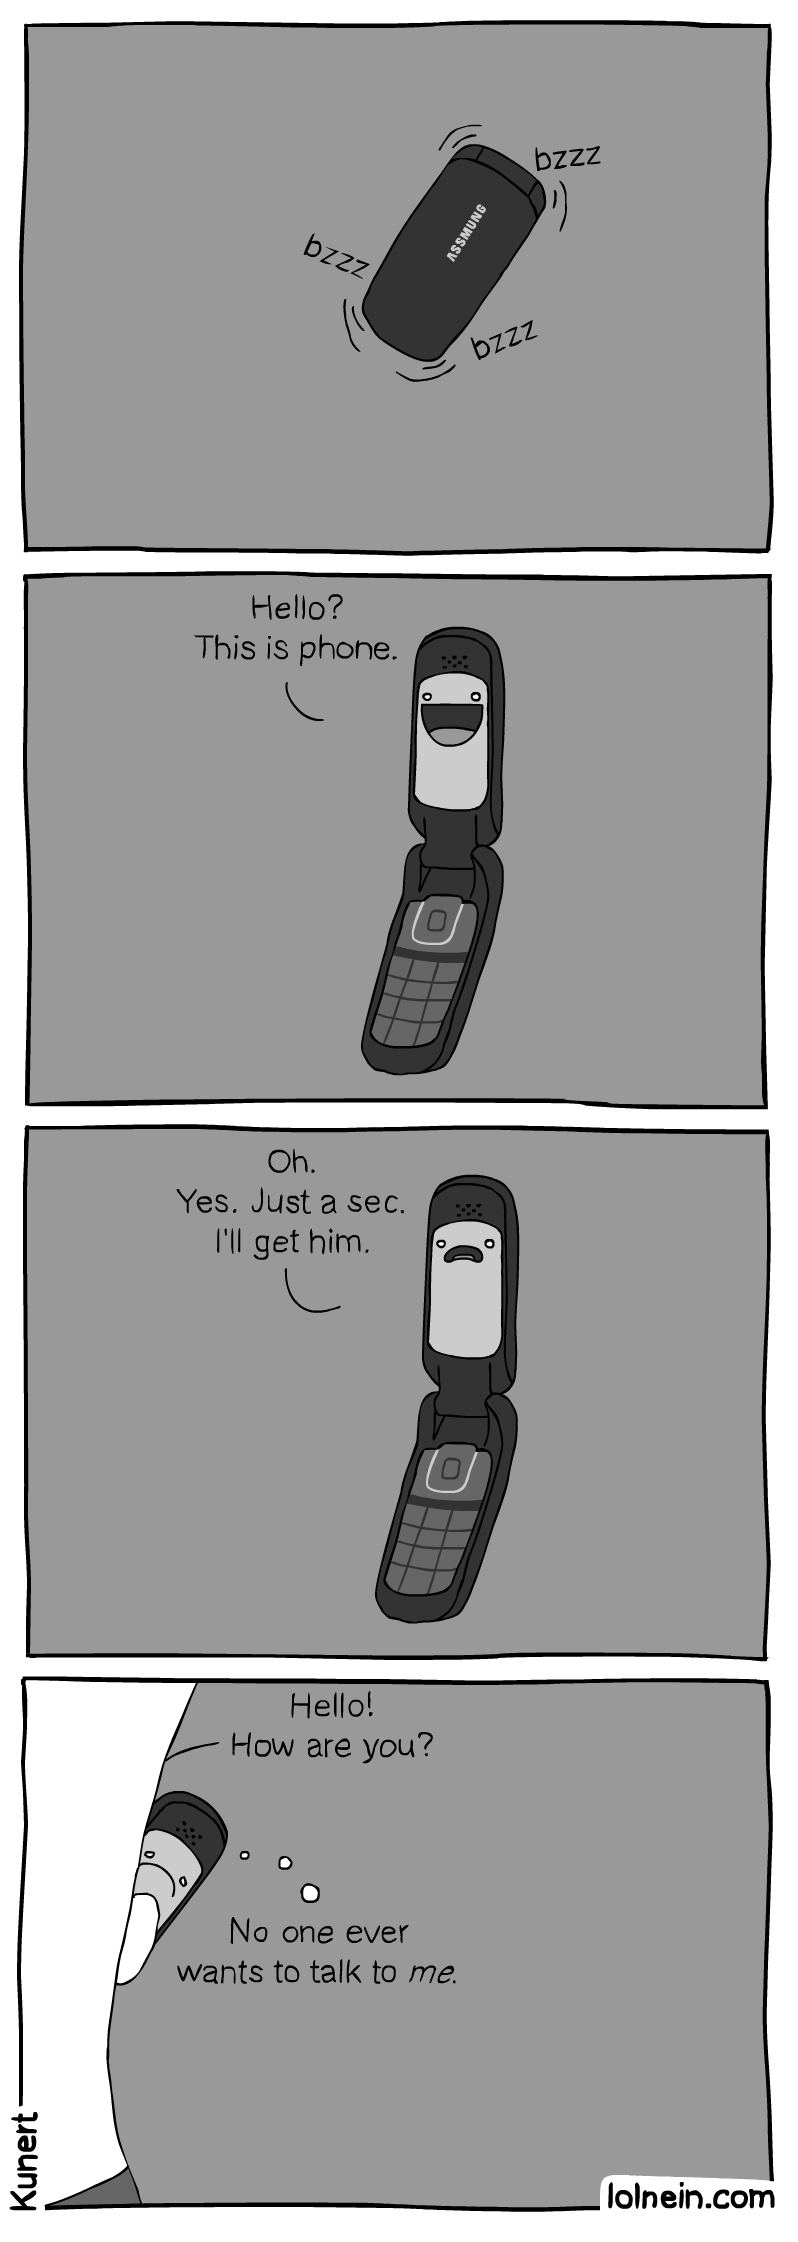 bzzz
ASSMUNG
bzzz
bzzz
Hello?
This is phone.
Oh.
Yes. Just a sec.
I'll get him.
Hello!
How are you?
No one ever
wants to talk to me.
Kunert
lolnein.com